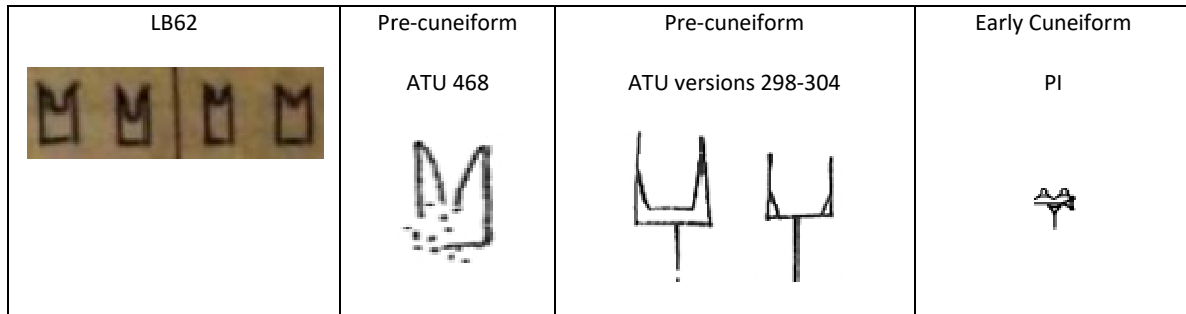 LB62
Pre-cuneiform
Pre-cuneiform
Early Cuneiform
ATU 468
ATU versions 298-304
PI